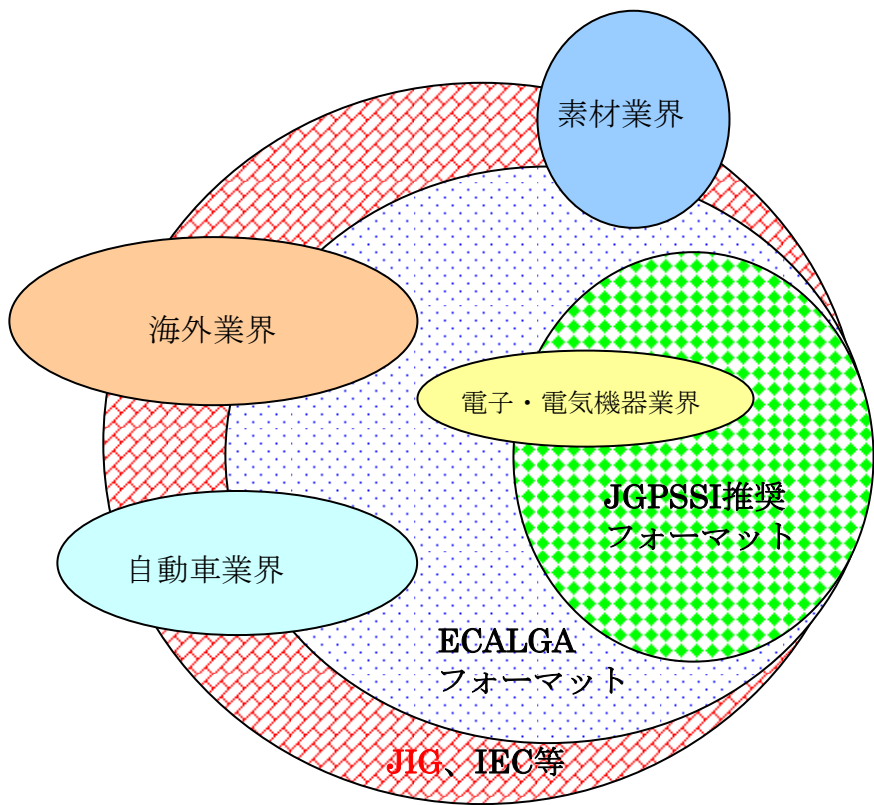 素材業界
海外業界
電子・電気機器業界
JGPSSI推奨
フォーマット
自動車業界
ECALGA
フォーマット
JIG、IEC等